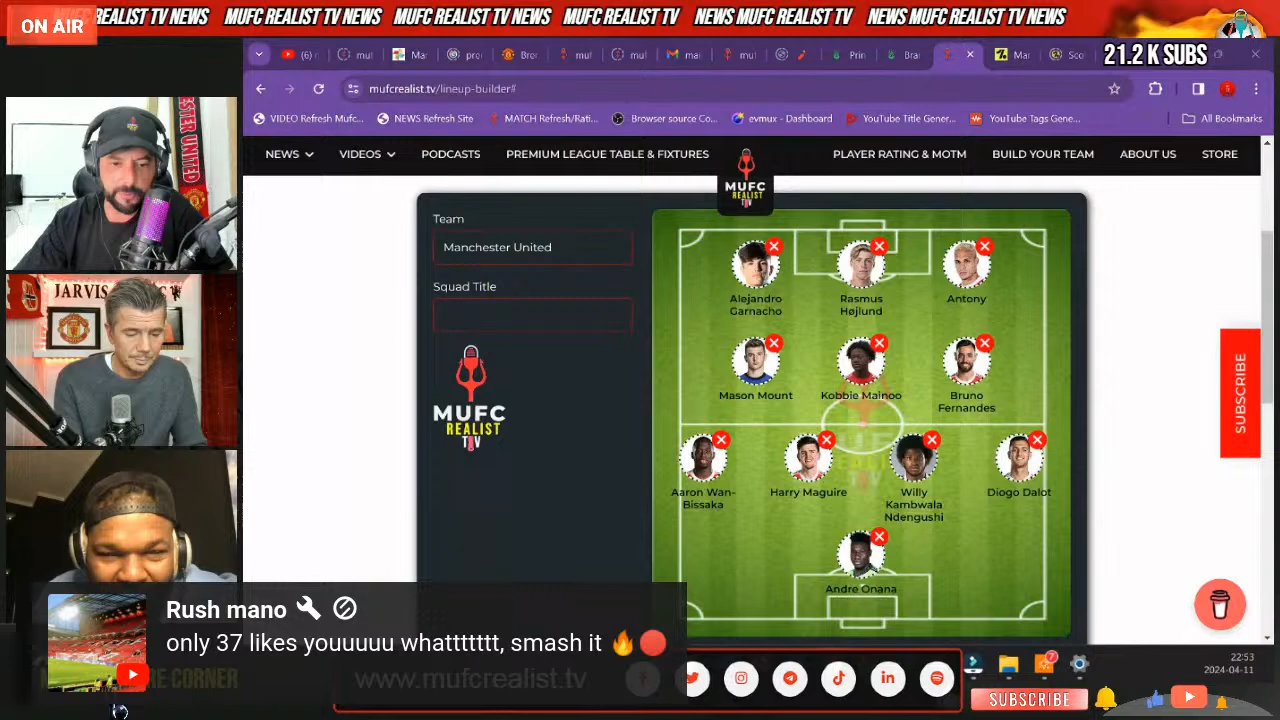 ON AIR
REALIST TV NEWS MUFC REALIST TV NEWS MUFC REALIST TV NEWS MUFC REALIST TV NEWS MUFC REALIST TV NEWS MUFC REALIST TV NEWS
21.2 K SUBS
mufcrealist.tv/lineup-builder#
VIDEO Refresh Mufc... NEWS Refresh Site MATCH Refresh/Rati... Browser source Co... evmux - Dashboard YouTube Title Gener... YouTube Tags Gene... All Bookmarks
NEWS VIDEOS PODCASTS PREMIUM LEAGUE TABLE & FIXTURES PLAYER RATING & MOTM BUILD YOUR TEAM ABOUT US STORE
MUFC
REALIST
TV
Team
Manchester United
Squad Title
MUFC
REALIST
TV
Alejandro
Garnacho
Rasmus
Højlund
Antony
Mason Mount
Kobbie Mainoo
Bruno
Fernandes
Aaron Wan-
Bissaka
Harry Maguire
Willy
Kambwala
Ndengushi
Diogo Dalot
Andre Onana
SUBSCRIBE
JARVIS
Rush mano
only 37 likes youuuuu whattttttt, smash it 🔥🔴
CORNER
www.mufcrealist.tv
SUBSCRIBE
7
22:53
2024-04-11